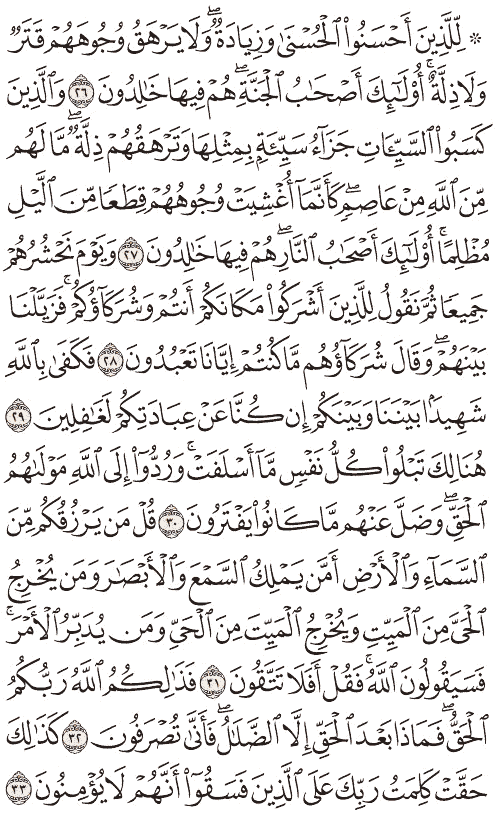 ۞ لِّلَّذِينَ أَحْسَنُوا۟ ٱلْحُسْنَىٰ وَزِيَادَةٌۖ وَلَا يَرْهَقُ وُجُوهَهُمْ قَتَرٌ
وَلَا ذِلَّةٌۚ أُو۟لَٰٓئِكَ أَصْحَٰبُ ٱلْجَنَّةِۖ هُمْ فِيهَا خَٰلِدُونَ ٢٦ وَٱلَّذِينَ
كَسَبُوا۟ ٱلسَّيِّـَٔاتِ جَزَآءُ سَيِّئَةٍۭ بِمِثْلِهَا وَتَرْهَقُهُمْ ذِلَّةٌۖ مَّا لَهُم
مِّنَ ٱللَّهِ مِنْ عَاصِمٍۖ كَأَنَّمَآ أُغْشِيَتْ وُجُوهُهُمْ قِطَعًا مِّنَ ٱلَّيْلِ
مُظْلِمًاۚ أُو۟لَٰٓئِكَ أَصْحَٰبُ ٱلنَّارِۖ هُمْ فِيهَا خَٰلِدُونَ ٢٧ وَيَوْمَ نَحْشُرُهُمْ
جَمِيعًا ثُمَّ نَقُولُ لِلَّذِينَ أَشْرَكُوا۟ مَكَانَكُمْ أَنتُمْ وَشُرَكَآؤُكُمْۚ فَزَيَّلْنَا
بَيْنَهُمْۖ وَقَالَ شُرَكَآؤُهُم مَّا كُنتُمْ إِيَّانَا تَعْبُدُونَ ٢٨ فَكَفَىٰ بِٱللَّهِ
شَهِيدًۢا بَيْنَنَا وَبَيْنَكُمْ إِن كُنَّا عَنْ عِبَادَتِكُمْ لَغَٰفِلِينَ ٢٩
هُنَالِكَ تَبْلُوا۟ كُلُّ نَفْسٍ مَّآ أَسْلَفَتْۚ وَرُدُّوٓا۟ إِلَى ٱللَّهِ مَوْلَىٰهُمُ
ٱلْحَقِّۖ وَضَلَّ عَنْهُم مَّا كَانُوا۟ يَفْتَرُونَ ٣٠ قُلْ مَن يَرْزُقُكُم مِّنَ
ٱلسَّمَآءِ وَٱلْأَرْضِ أَمَّن يَمْلِكُ ٱلسَّمْعَ وَٱلْأَبْصَٰرَ وَمَن يُخْرِجُ
ٱلْحَىَّ مِنَ ٱلْمَيِّتِ وَيُخْرِجُ ٱلْمَيِّتَ مِنَ ٱلْحَىِّ وَمَن يُدَبِّرُ ٱلْأَمْرَۚ
فَسَيَقُولُونَ ٱللَّهُۚ فَقُلْ أَفَلَا تَتَّقُونَ ٣١ فَذَٰلِكُمُ ٱللَّهُ رَبُّكُمُ
ٱلْحَقُّۖ فَمَاذَا بَعْدَ ٱلْحَقِّ إِلَّا ٱلضَّلَٰلُۖ فَأَنَّىٰ تُصْرَفُونَ ٣٢ كَذَٰلِكَ
حَقَّتْ كَلِمَتُ رَبِّكَ عَلَى ٱلَّذِينَ فَسَقُوٓا۟ أَنَّهُمْ لَا يُؤْمِنُونَ ٣٣